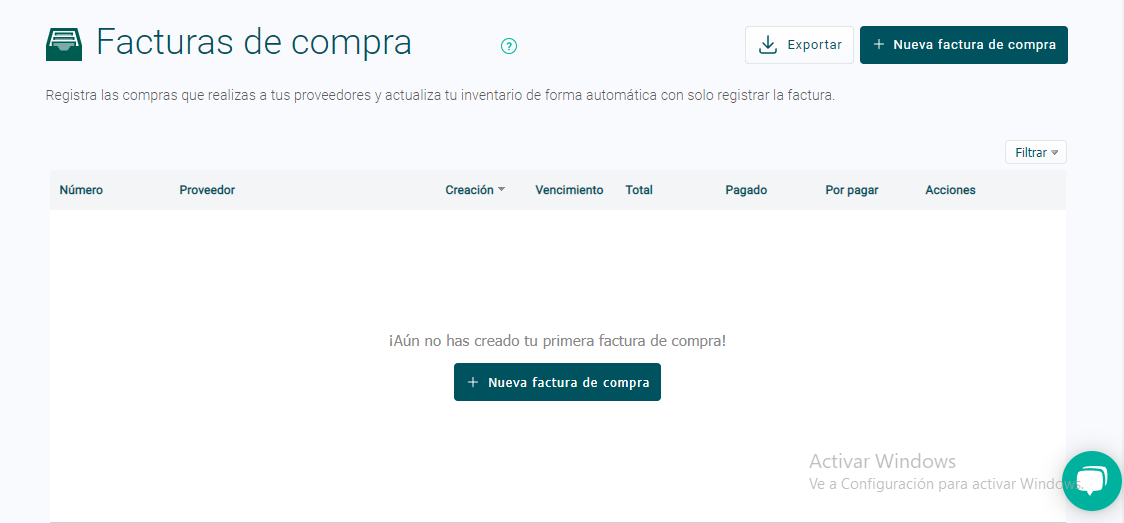 Facturas de compra
?
Exportar
+ Nueva factura de compra
Registra las compras que realizas a tus proveedores y actualiza tu inventario de forma automática con solo registrar la factura.
Filtrar
Número Proveedor Creación Vencimiento Total Pagado Por pagar Acciones
¡Aún no has creado tu primera factura de compra!
+ Nueva factura de compra
Activar Windows
Ve a Configuración para activar Windows.